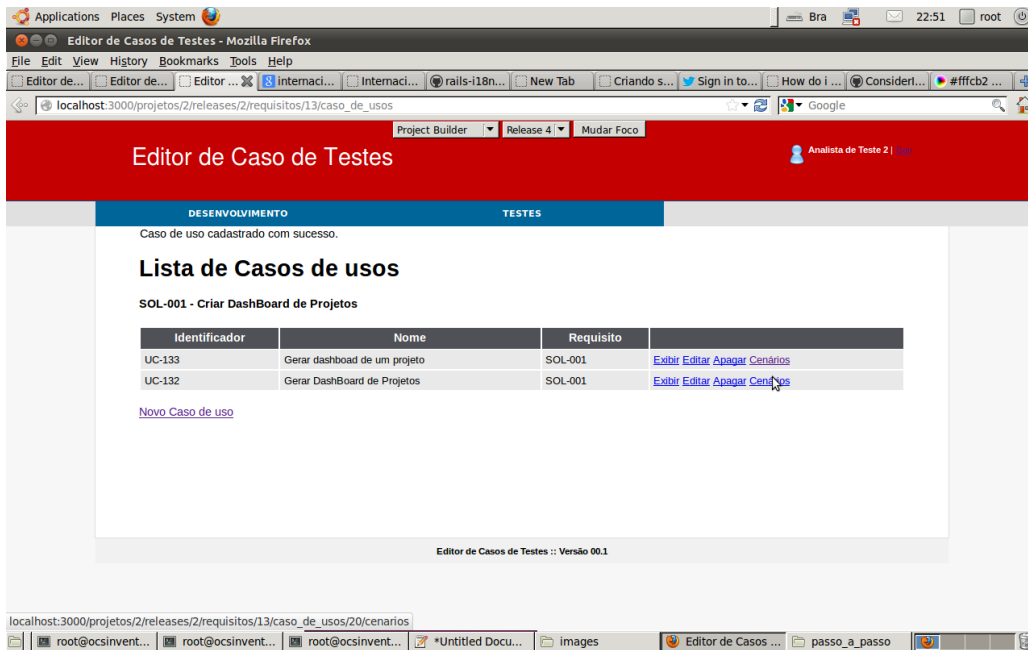 Applications Places System Bra 22:51 root
Editor de Casos de Testes - Mozilla Firefox
File Edit View History Bookmarks Tools Help
Editor de... Editor de... Editor ... internaci... Internaci... rails-i18n... New Tab Criando s... Sign in to... How do i ... ConsiderI... #fffcb2 ...
localhost:3000/projetos/2/releases/2/requisitos/13/caso_de_usos Google
Project Builder Release 4 Mudar Foco
Editor de Caso de Testes
Analista de Teste 2 |
DESENVOLVIMENTO TESTES
Caso de uso cadastrado com sucesso.
Lista de Casos de usos
SOL-001 - Criar DashBoard de Projetos
Identificador Nome Requisito
UC-133 Gerar dashboad de um projeto SOL-001 Exibir Editar Apagar Cenários
UC-132 Gerar DashBoard de Projetos SOL-001 Exibir Editar Apagar Cenários
Novo Caso de uso
Editor de Casos de Testes :: Versão 00.1
localhost:3000/projetos/2/releases/2/requisitos/13/caso_de_usos/20/cenarios
root@ocsinvent... root@ocsinvent... root@ocsinvent... *Untitled Docu... images Editor de Casos ... passo_a_passo